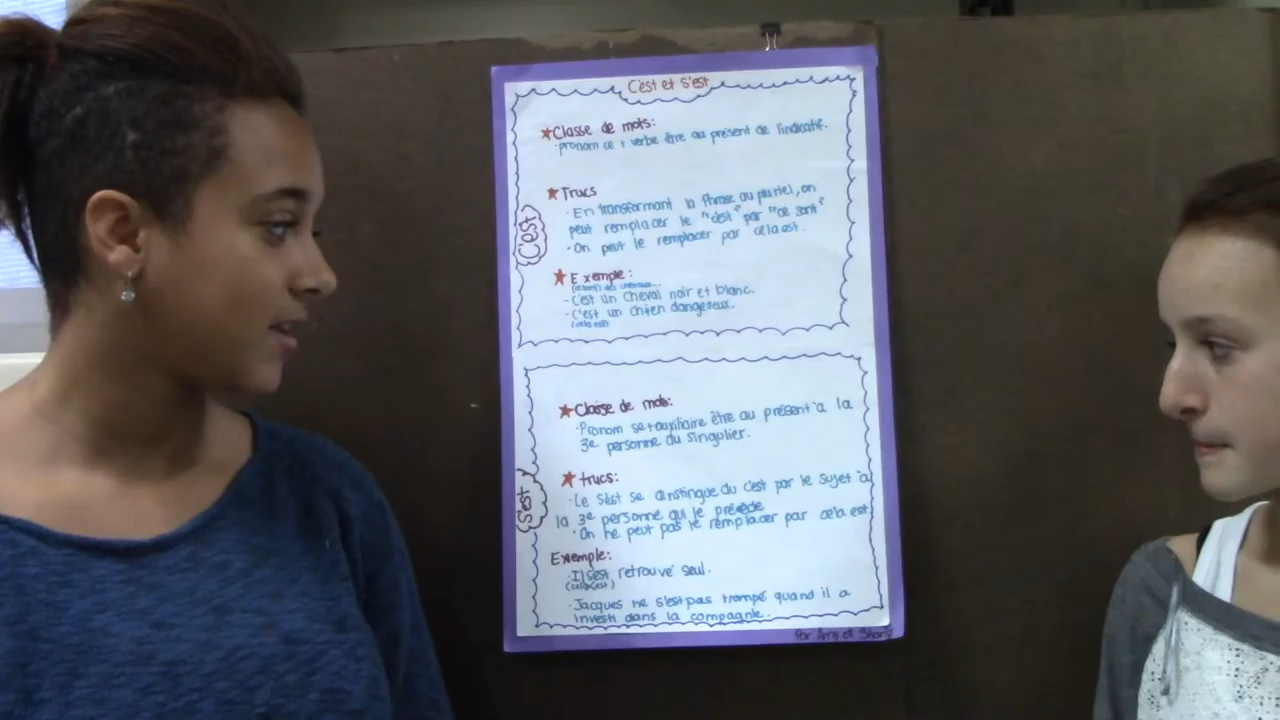 C'est et S'est
C'est
★Classe de mots:
·pronom ce + verbe être au présent de l'indicatif.
★Trucs
·En transformant la phrase au pluriel, on
peut remplacer le "c'est" par "ce sont"
·On peut le remplacer par cela est.
★Exemple:
(ce sont) des chevaux...
-C'est un cheval noir et blanc.
-C'est un chien dangereux.
(cela est)
S'est
★Classe de mots:
·Pronom se+auxiliaire être au présent à la
3e personne du singulier.
★trucs:
·Le s'est se distingue du c'est par le sujet à
la 3e personne qui le précède
·On ne peut pas le remplacer par cela est
Exemple:
·Il s'est retrouvé seul.
·Jacques ne s'est pas trompé quand il a
investi dans la compagnie.
Par Amy et